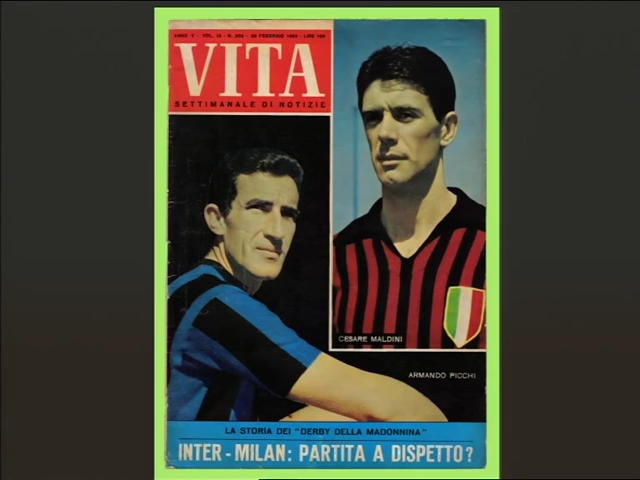 VITA
SETTIMANALE DI NOTIZIE
CESARE MALDINI
ARMANDO PICCHI
LA STORIA DEI "DERBY DELLA MADONNINA"
INTER - MILAN: PARTITA A DISPETTO?